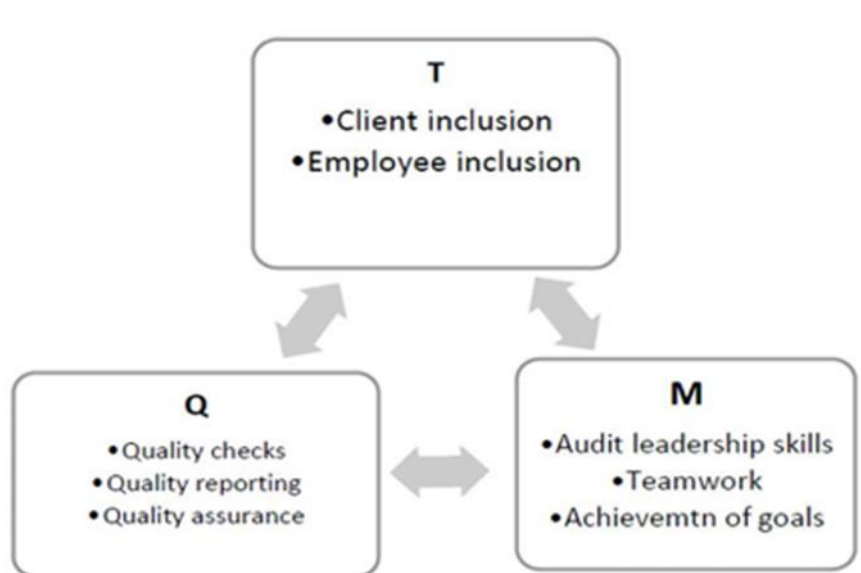 T
•Client inclusion
•Employee inclusion
Q
•Quality checks
•Quality reporting
•Quality assurance
M
•Audit leadership skills
•Teamwork
•Achievemtn of goals